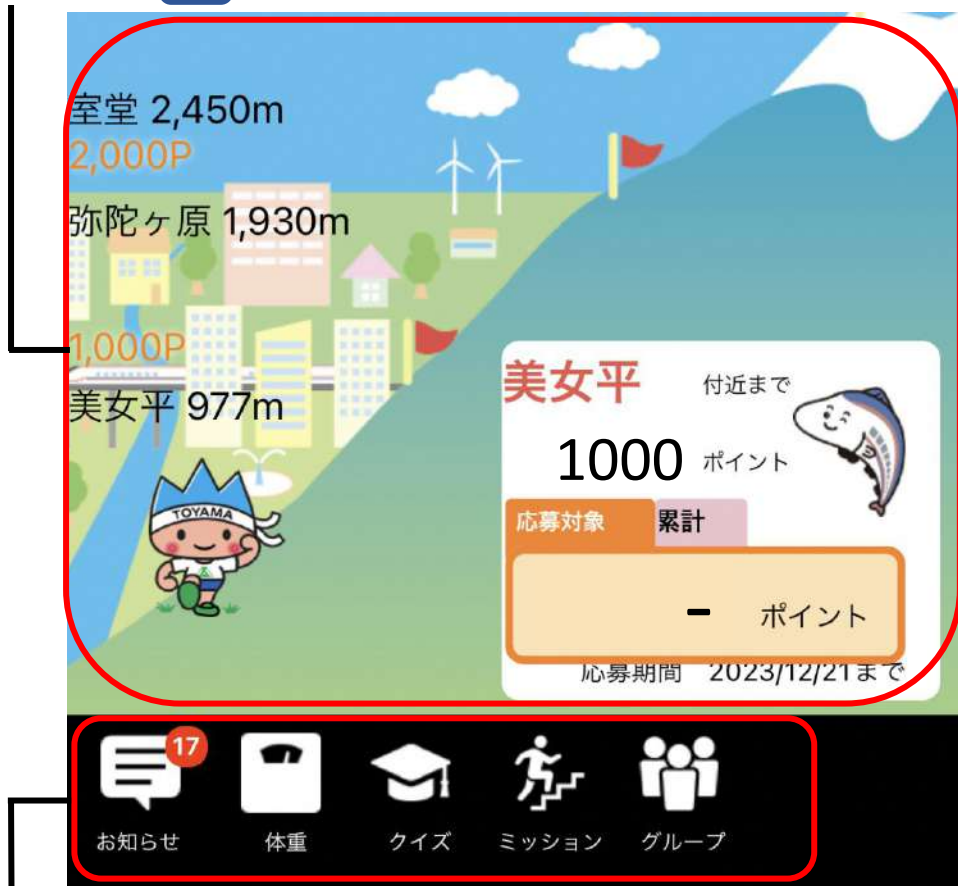 室堂 2,450m
2,000P
弥陀ヶ原 1,930m
1,000P
美女平 977m
TOYAMA
美女平 付近まで
1000 ポイント
応募対象 累計
- ポイント
応募期間 2023/12/21まで
17
お知らせ 体重 クイズ ミッション グループ